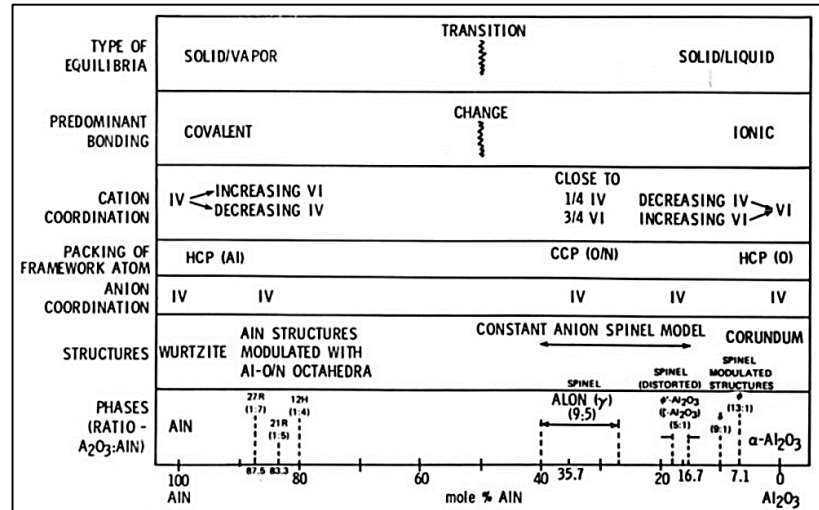 TYPE OF
EQUILIBRIA
SOLID/VAPOR
TRANSITION
SOLID/LIQUID
PREDOMINANT
BONDING
COVALENT
CHANGE
IONIC
CATION
COORDINATION
IV
INCREASING VI
DECREASING IV
CLOSE TO
1/4 IV
3/4 VI
DECREASING IV
INCREASING VI
VI
PACKING OF
FRAMEWORK ATOM
HCP (Al)
CCP (O/N)
HCP (O)
ANION
COORDINATION
IV IV IV IV IV
STRUCTURES
WURTZITE
AlN STRUCTURES
MODULATED WITH
Al-O/N OCTAHEDRA
CONSTANT ANION SPINEL MODEL
CORUNDUM
PHASES
(RATIO -
Al₂O₃:AlN)
AlN
27R
(1:7)
21R
(1:5)
12H
(1:4)
SPINEL
ALON (γ)
(9:5)
SPINEL
(DISTORTED)
ϕ'-Al₂O₃
(5:1)
SPINEL
MODULATED
STRUCTURES
(9:1)
ϕ
(13:1)
α-Al₂O₃
100 87.5 83.3 80 60 40 35.7 20 16.7 7.1 0
AlN mole % AlN Al₂O₃